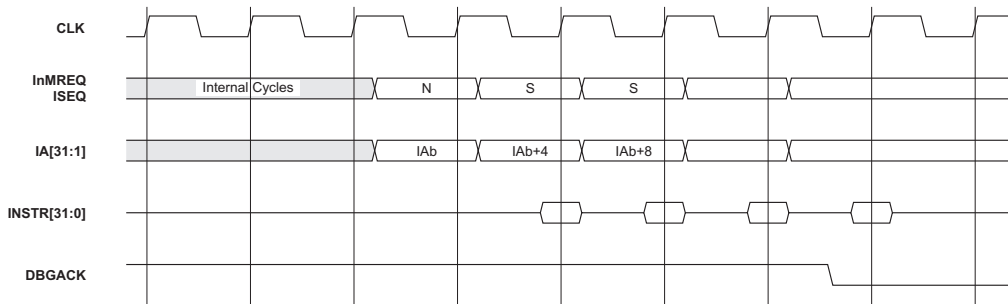 CLK
InMREQ
ISEQ
Internal Cycles
N
S
S
IA[31:1]
IAb
IAb+4
IAb+8
INSTR[31:0]
DBGACK